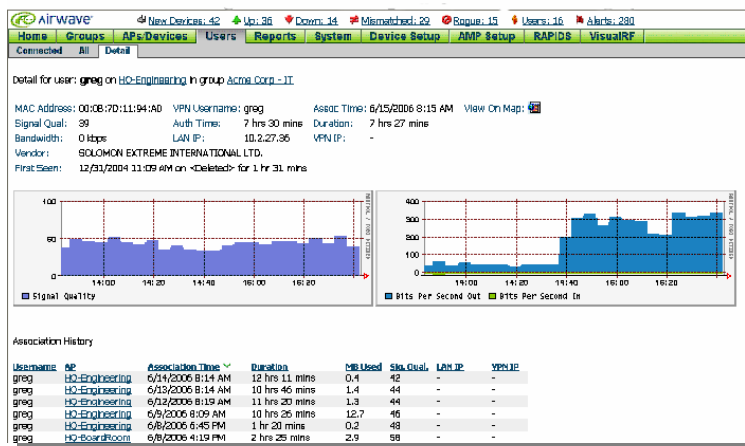 AirWave New Devices: 42 Up: 36 Down: 14 Mismatched: 29 Rogue: 15 Users: 16 Alerts: 280
Home Groups APs/Devices Users Reports System Device Setup AMP Setup RAPIDS VisualRF
Connected All Detail
Detail for user: greg on HQ-Engineering in group Acme Corp - IT
MAC Address: 00:0B:7D:11:94:AD VPN Username: greg Assoc Time: 6/15/2006 8:15 AM View On Map:
Signal Qual: 39 Auth Time: 7 hrs 30 mins Duration: 7 hrs 27 mins
Bandwidth: 0 kbps LAN IP: 10.2.27.36 VPN IP: -
Vendor: SOLOMON EXTREME INTERNATIONAL LTD.
First Seen: 12/31/2004 11:09 AM on <Deleted> for 1 hr 31 mins
100
50
0
14:00 14:20 14:40 15:00 15:20
Signal Quality
400
300
200
100
0
14:00 14:20 14:40 15:00 15:20
Bits Per Second Out Bits Per Second In
Association History
Username AP Association Time Duration MB Used Sig. Qual. LAN IP VPN IP
greg HQ-Engineering 6/14/2006 8:14 AM 12 hrs 11 mins 0.4 42 - -
greg HQ-Engineering 6/13/2006 8:14 AM 10 hrs 46 mins 1.4 44 - -
greg HQ-Engineering 6/12/2006 8:19 AM 11 hrs 20 mins 1.3 44 - -
greg HQ-Engineering 6/9/2006 8:09 AM 10 hrs 26 mins 12.7 46 - -
greg HQ-Engineering 6/8/2006 6:45 PM 1 hr 20 mins 0.2 48 - -
greg HQ-BoardRoom 6/8/2006 4:19 PM 2 hrs 25 mins 2.9 58 - -